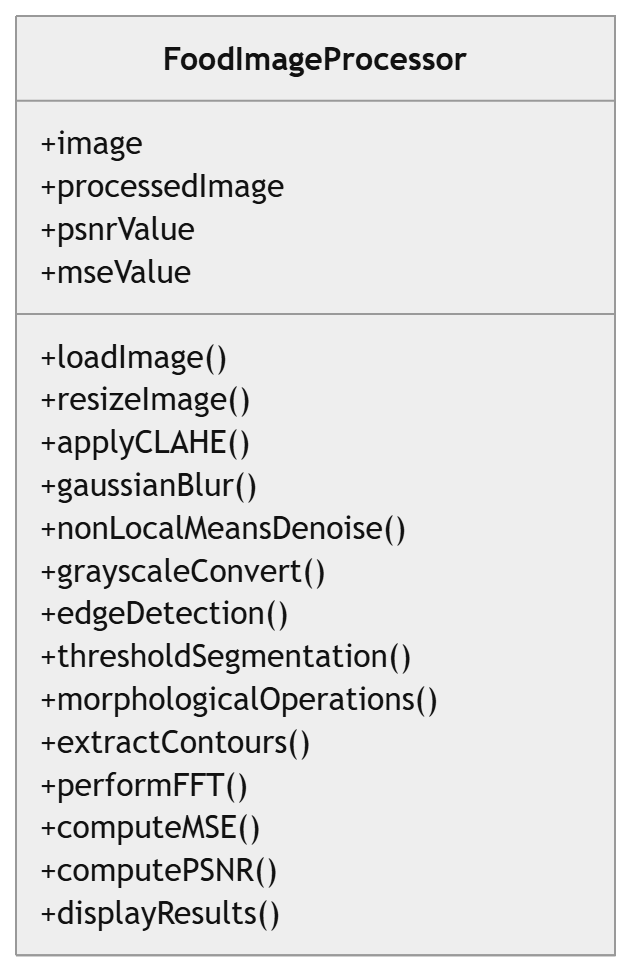 FoodImageProcessor
+image
+processedImage
+psnrValue
+mseValue
+loadImage()
+resizeImage()
+applyCLAHE()
+gaussianBlur()
+nonLocalMeansDenoise()
+grayscaleConvert()
+edgeDetection()
+thresholdSegmentation()
+morphologicalOperations()
+extractContours()
+performFFT()
+computeMSE()
+computePSNR()
+displayResults()